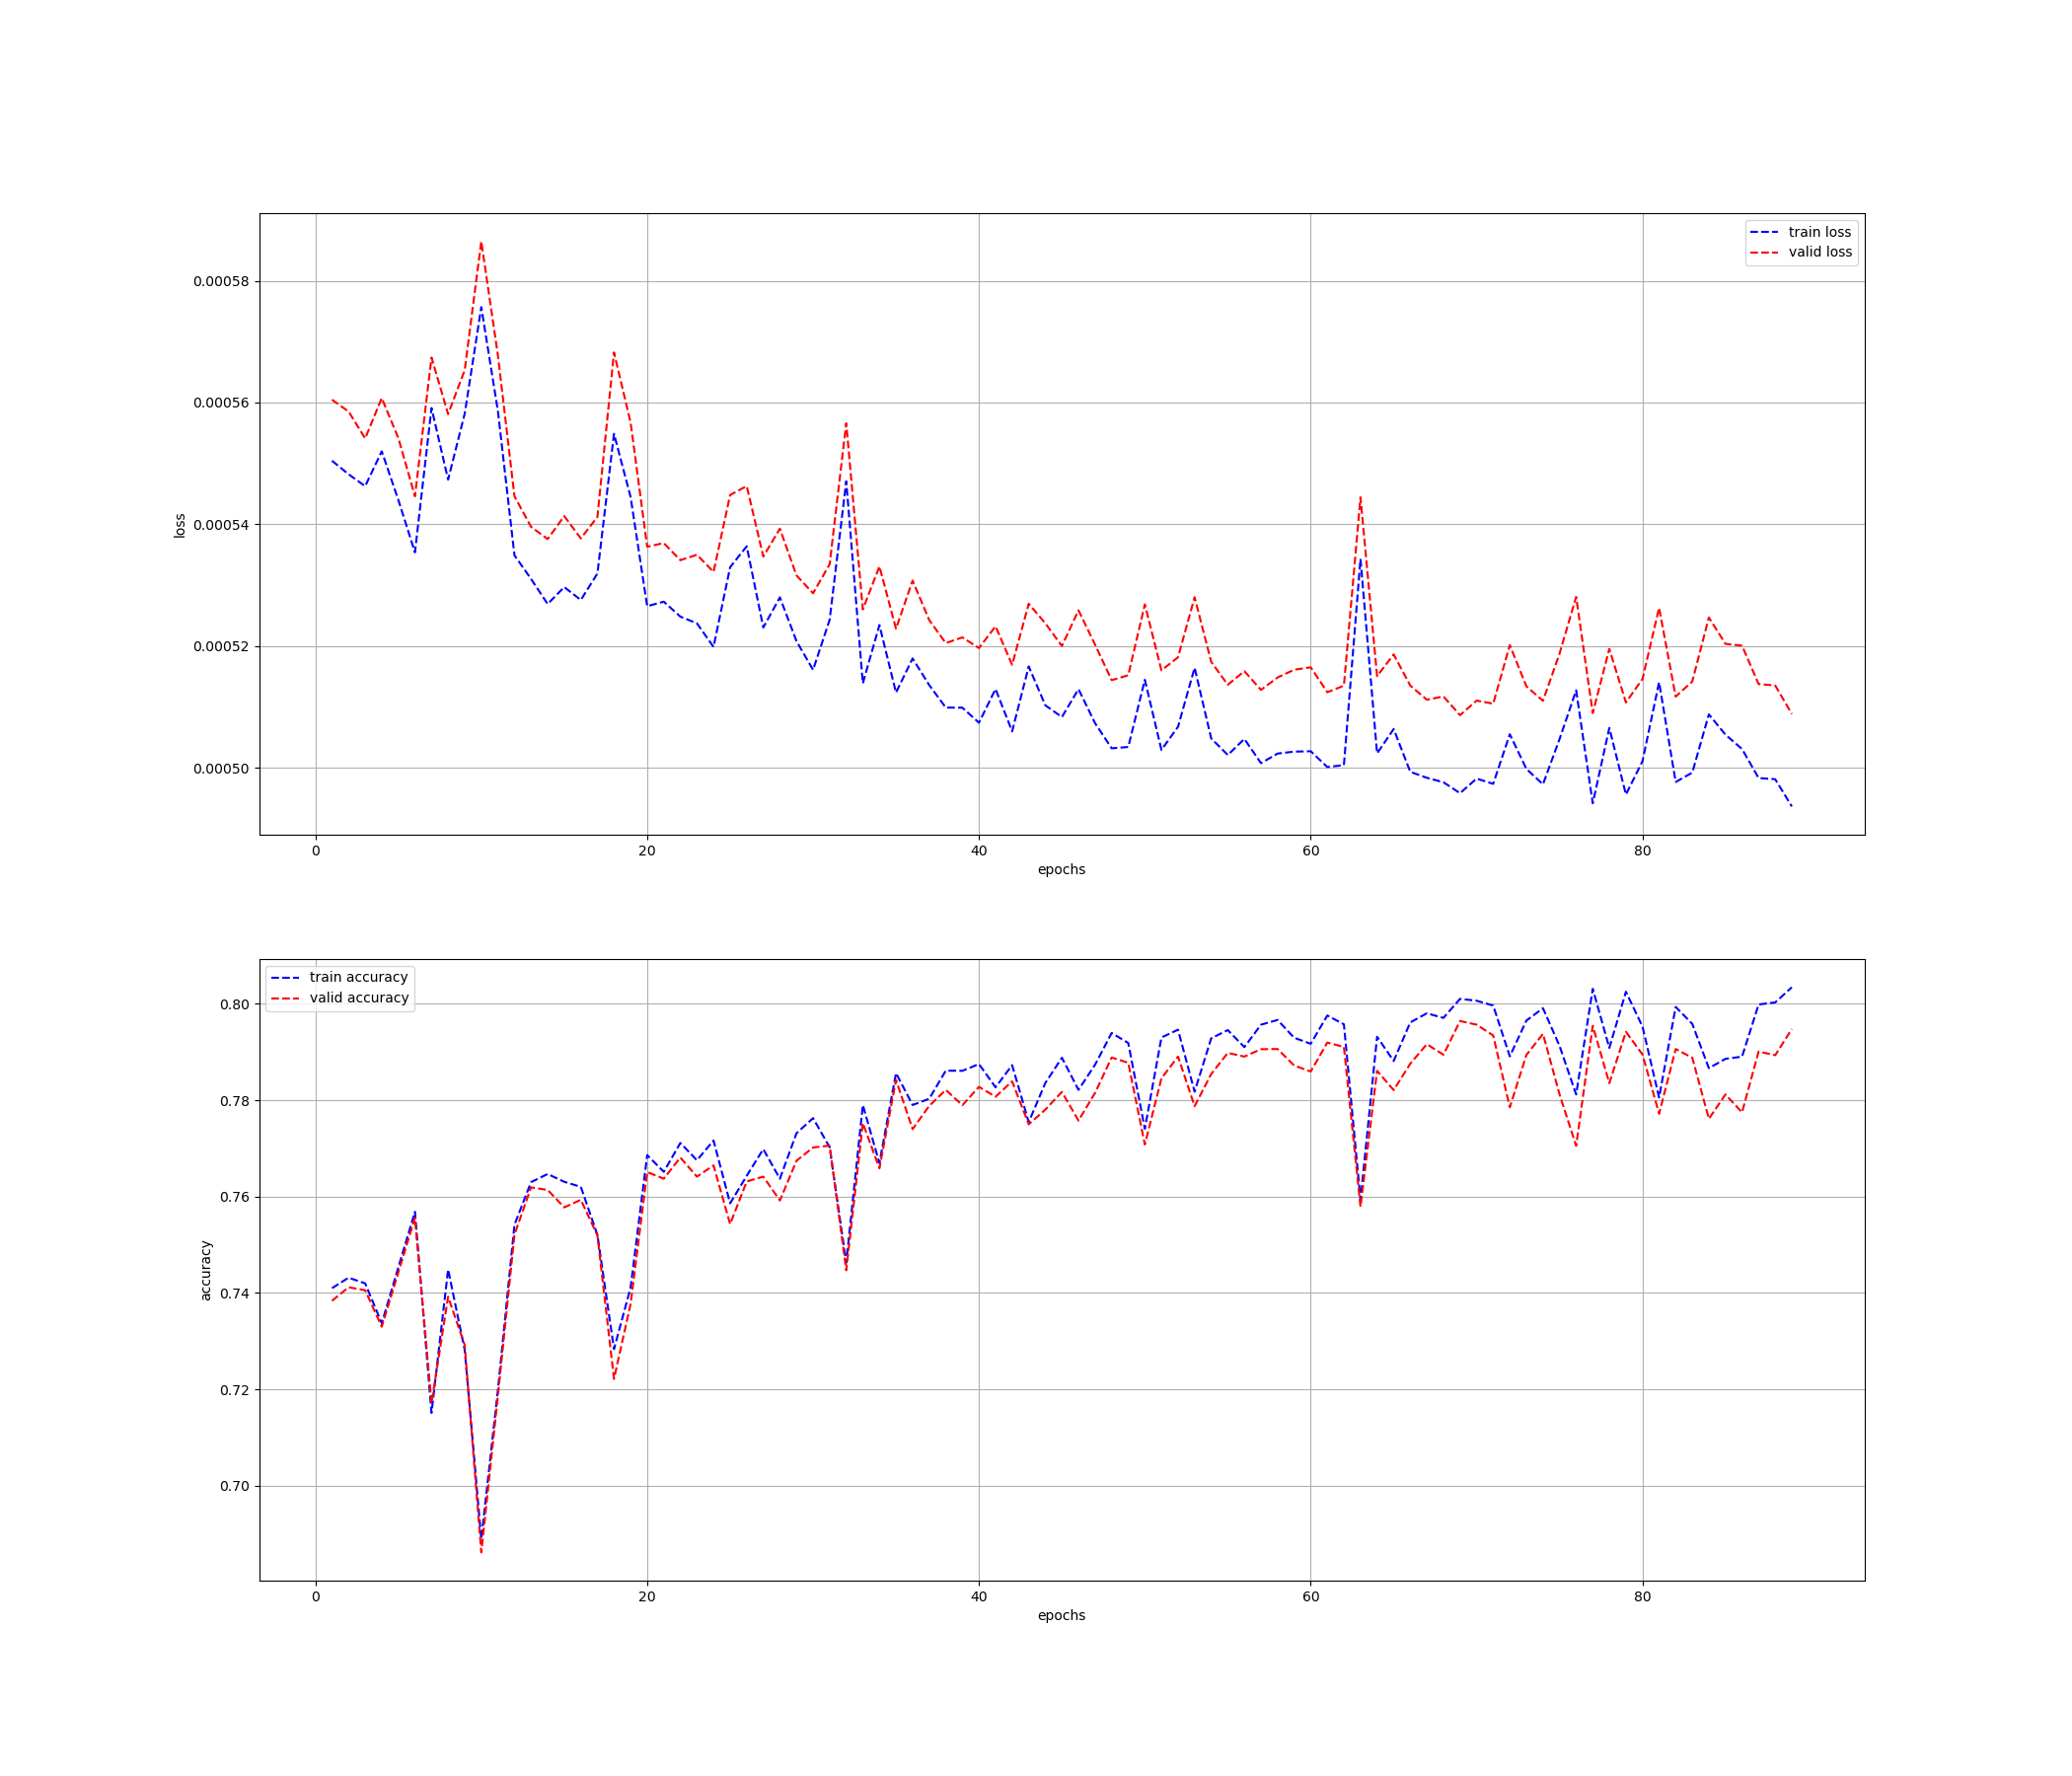 train loss
valid loss
0.00058
0.00056
0.00054
0.00052
0.00050
loss
0 20 40 60 80
epochs
train accuracy
valid accuracy
0.80
0.78
0.76
0.74
0.72
0.70
accuracy
0 20 40 60 80
epochs